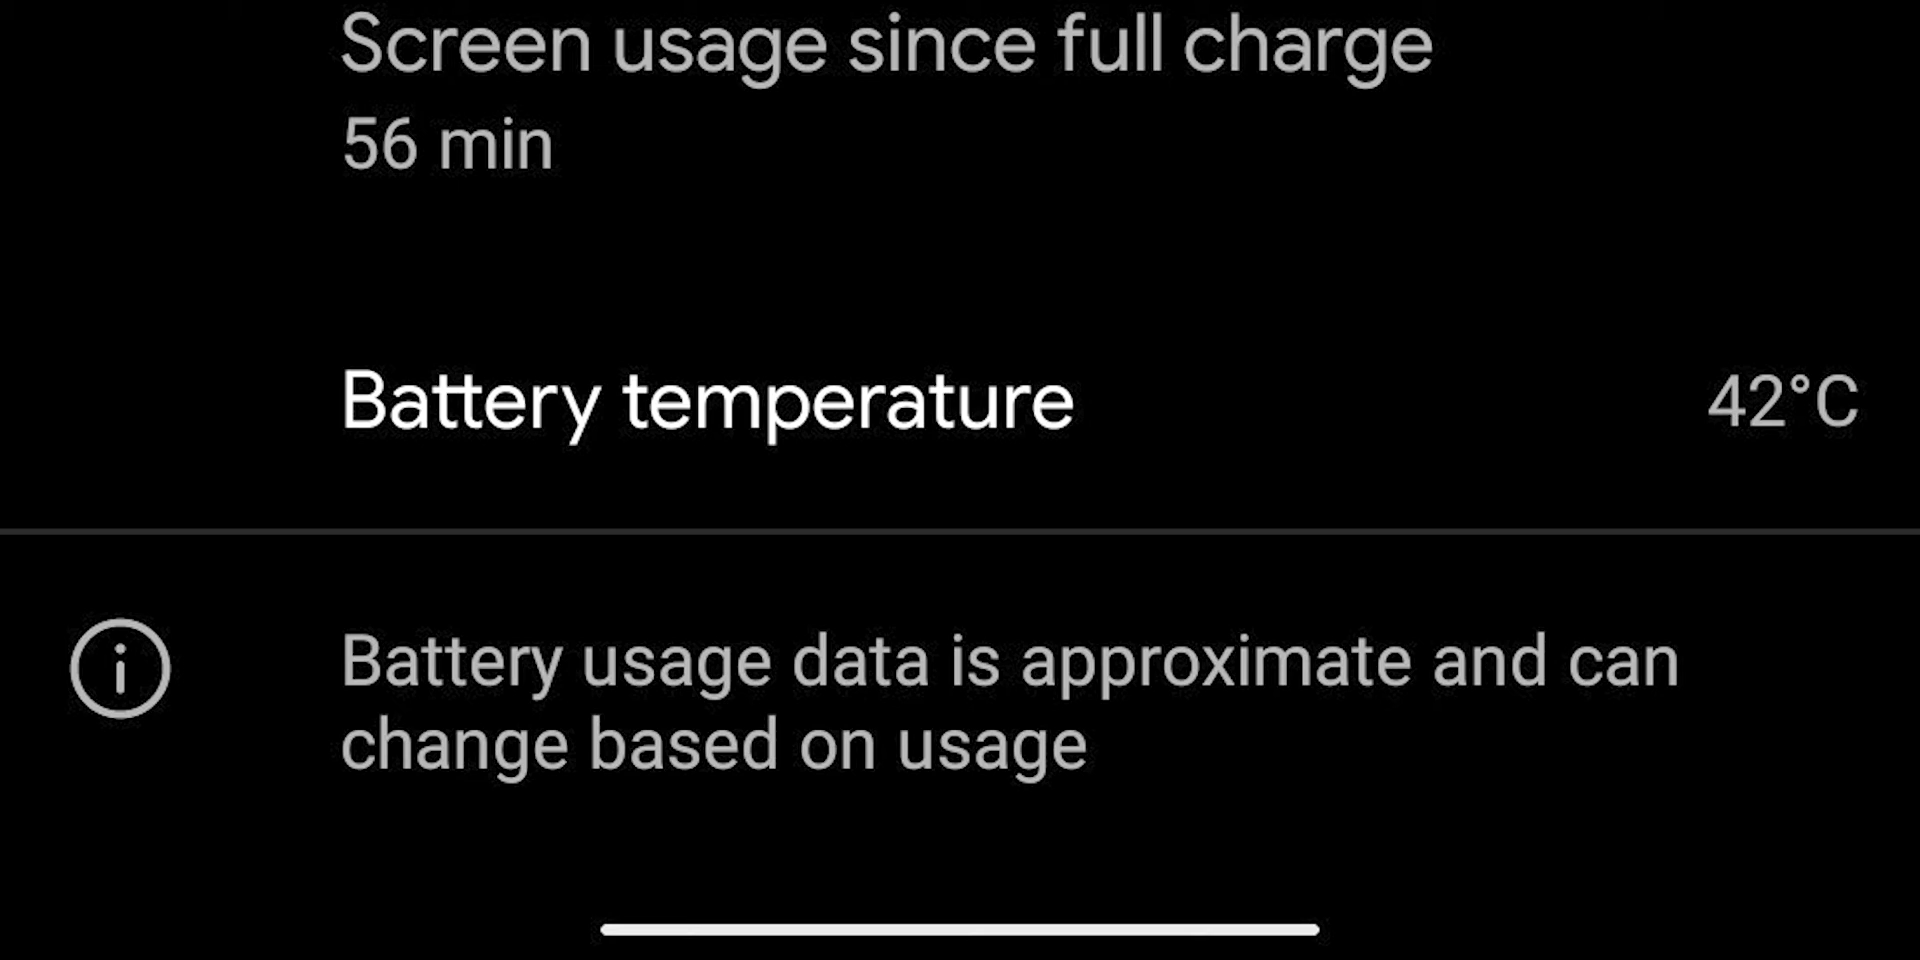 Screen usage since full charge
56 min
Battery temperature 42°C
Battery usage data is approximate and can
change based on usage